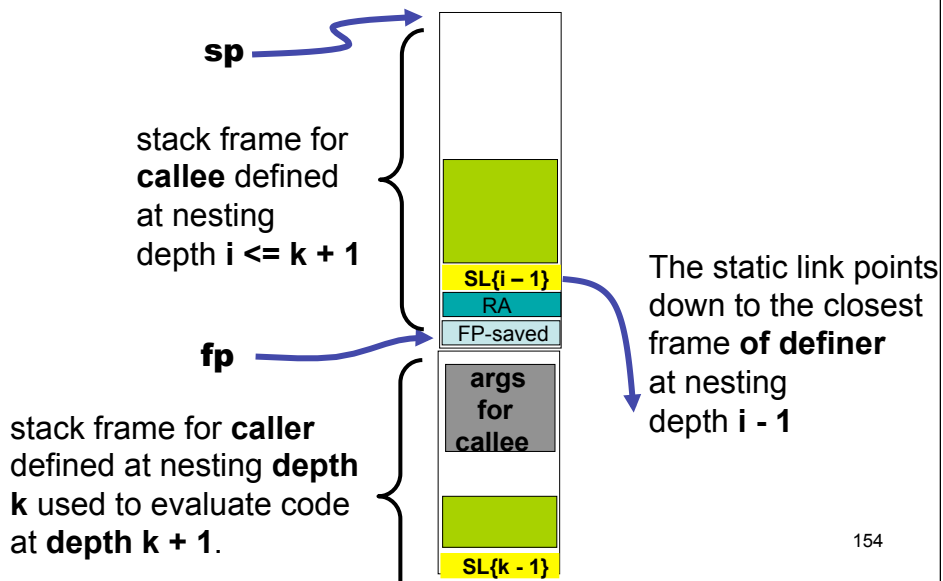 sp
stack frame for
callee defined
at nesting
depth i <= k + 1
SL{i – 1}
RA
FP-saved
fp
The static link points
down to the closest
frame of definer
at nesting
depth i - 1
args
for
callee
stack frame for caller
defined at nesting depth
k used to evaluate code
at depth k + 1.
SL{k - 1}
154